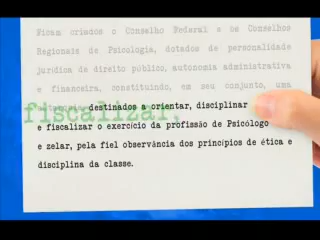 Ficam criados o Conselho Federal e os Conselhos
Regionais de Psicologia, dotados de personalidade
jurídica de direito público, autonomia administrativa
e financeira, constituindo, em seu conjunto, uma
destinados a orientar, disciplinar
fiscalizar,
e fiscalizar o exercício da profissão de Psicólogo
e zelar, pela fiel observância dos princípios de ética e
disciplina da classe.